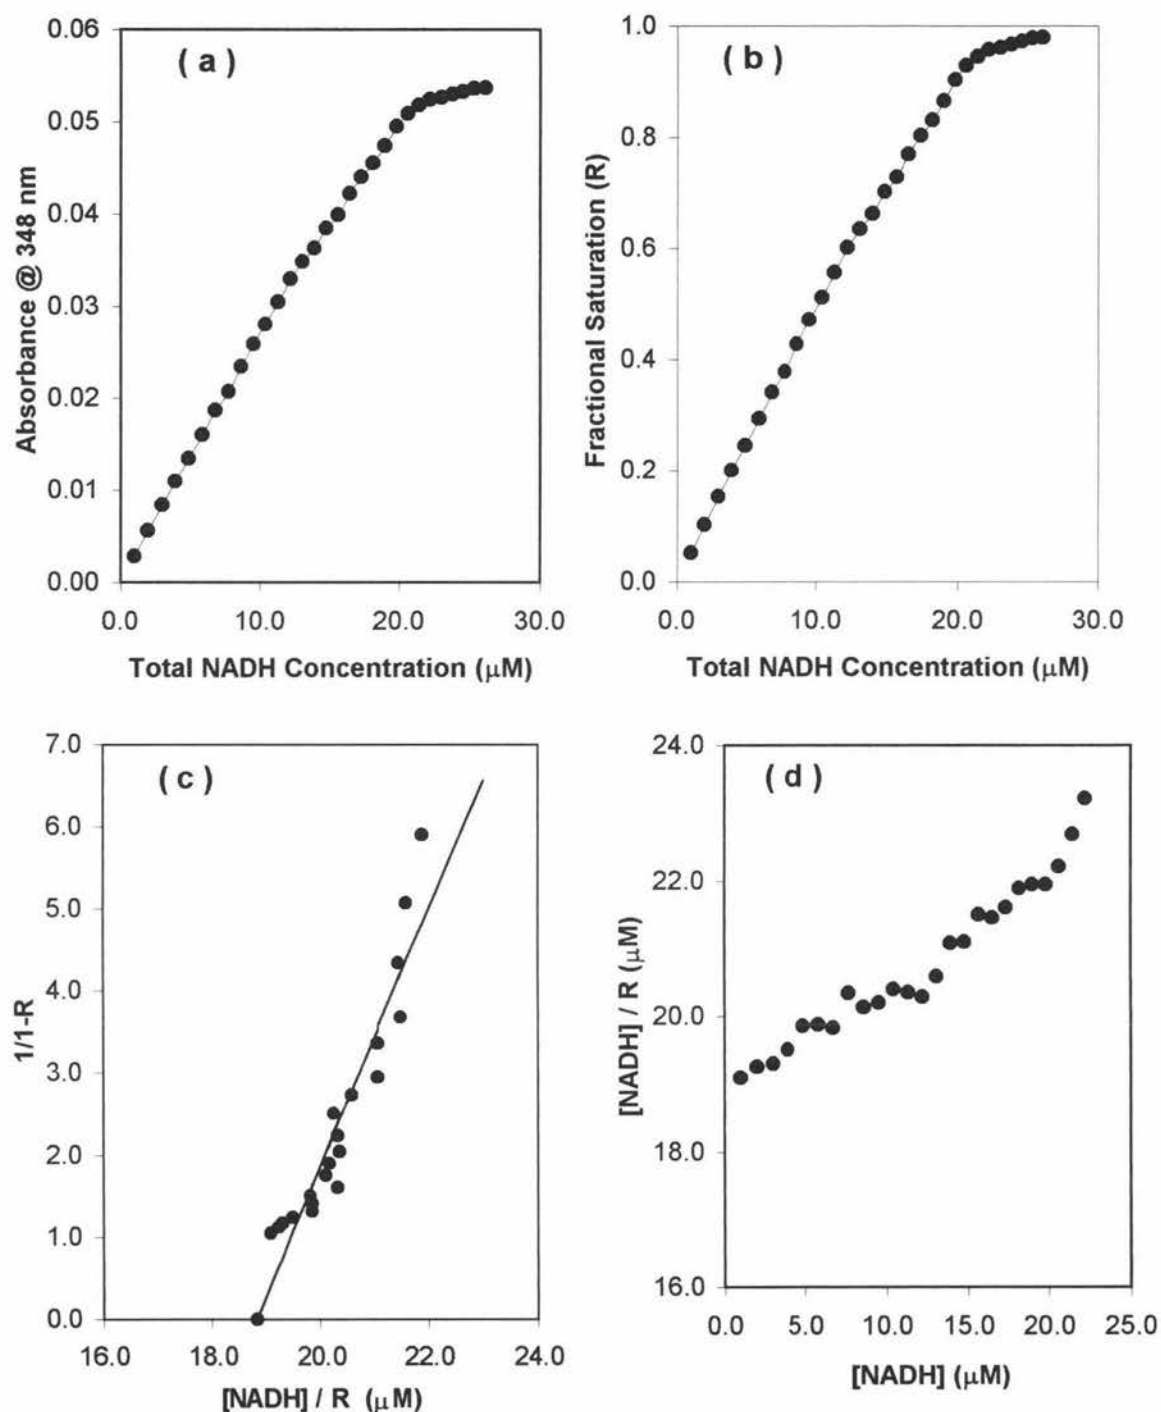 ( a )
0.06
0.05
0.04
0.03
0.02
0.01
0.00
Absorbance @ 348 nm
0.0 10.0 20.0 30.0
Total NADH Concentration (μM)
( b )
1.0
0.8
0.6
0.4
0.2
0.0
Fractional Saturation (R)
0.0 10.0 20.0 30.0
Total NADH Concentration (μM)
( c )
7.0
6.0
5.0
4.0
3.0
2.0
1.0
0.0
1/1-R
16.0 18.0 20.0 22.0 24.0
[NADH] / R (μM)
( d )
24.0
22.0
20.0
18.0
16.0
[NADH] / R (μM)
0.0 5.0 10.0 15.0 20.0 25.0
[NADH] (μM)